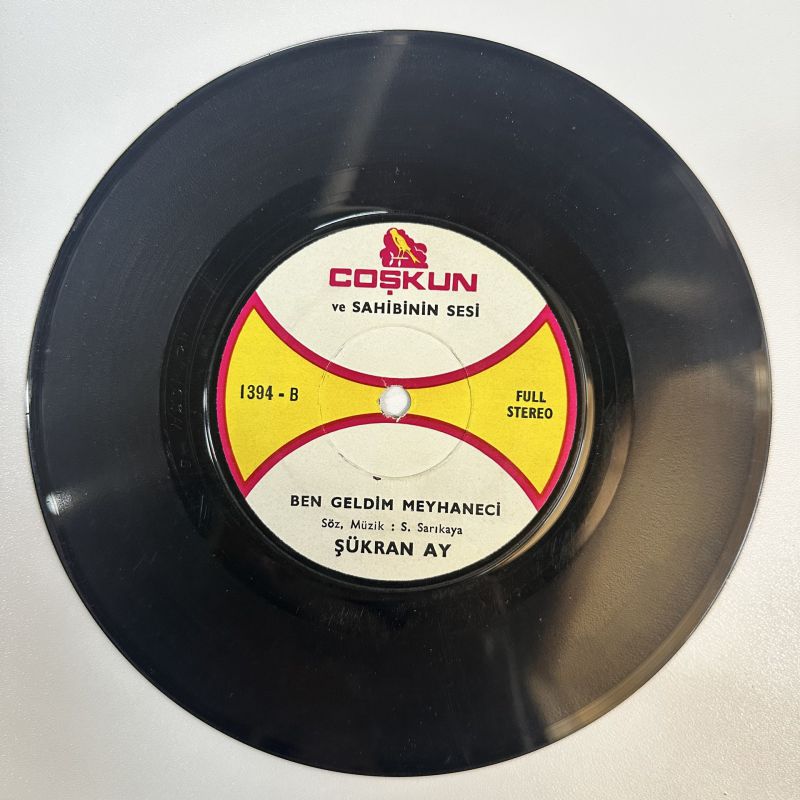 COŞKUN
ve SAHİBİNİN SESİ
1394 - B
FULL
STEREO
BEN GELDİM MEYHANECİ
Söz, Müzik : S. Sarıkaya
ŞÜKRAN AY